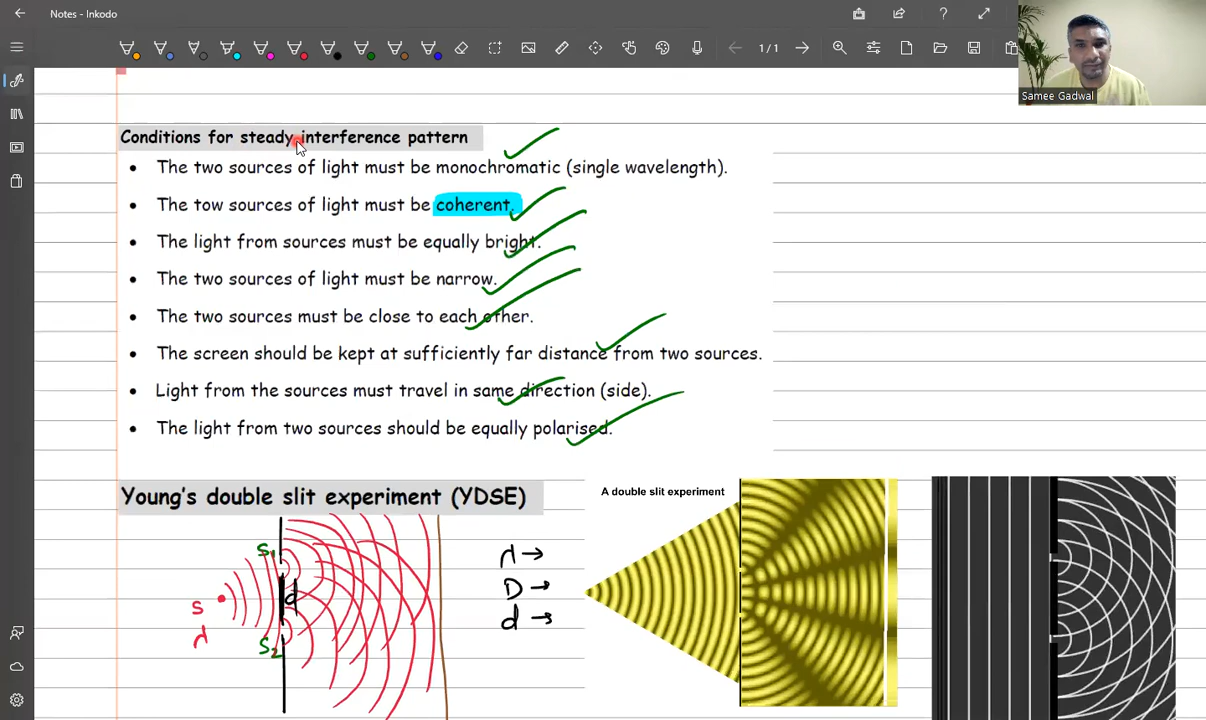 Notes - Inkodo
1/1
Samee Gadwal
Conditions for steady interference pattern
The two sources of light must be monochromatic (single wavelength).
The tow sources of light must be coherent.
The light from sources must be equally bright.
The two sources of light must be narrow.
The two sources must be close to each other.
The screen should be kept at sufficiently far distance from two sources.
Light from the sources must travel in same direction (side).
The light from two sources should be equally polarised.
Young's double slit experiment (YDSE)
A double slit experiment
S1
S
λ
d
S2
λ →
D →
d →